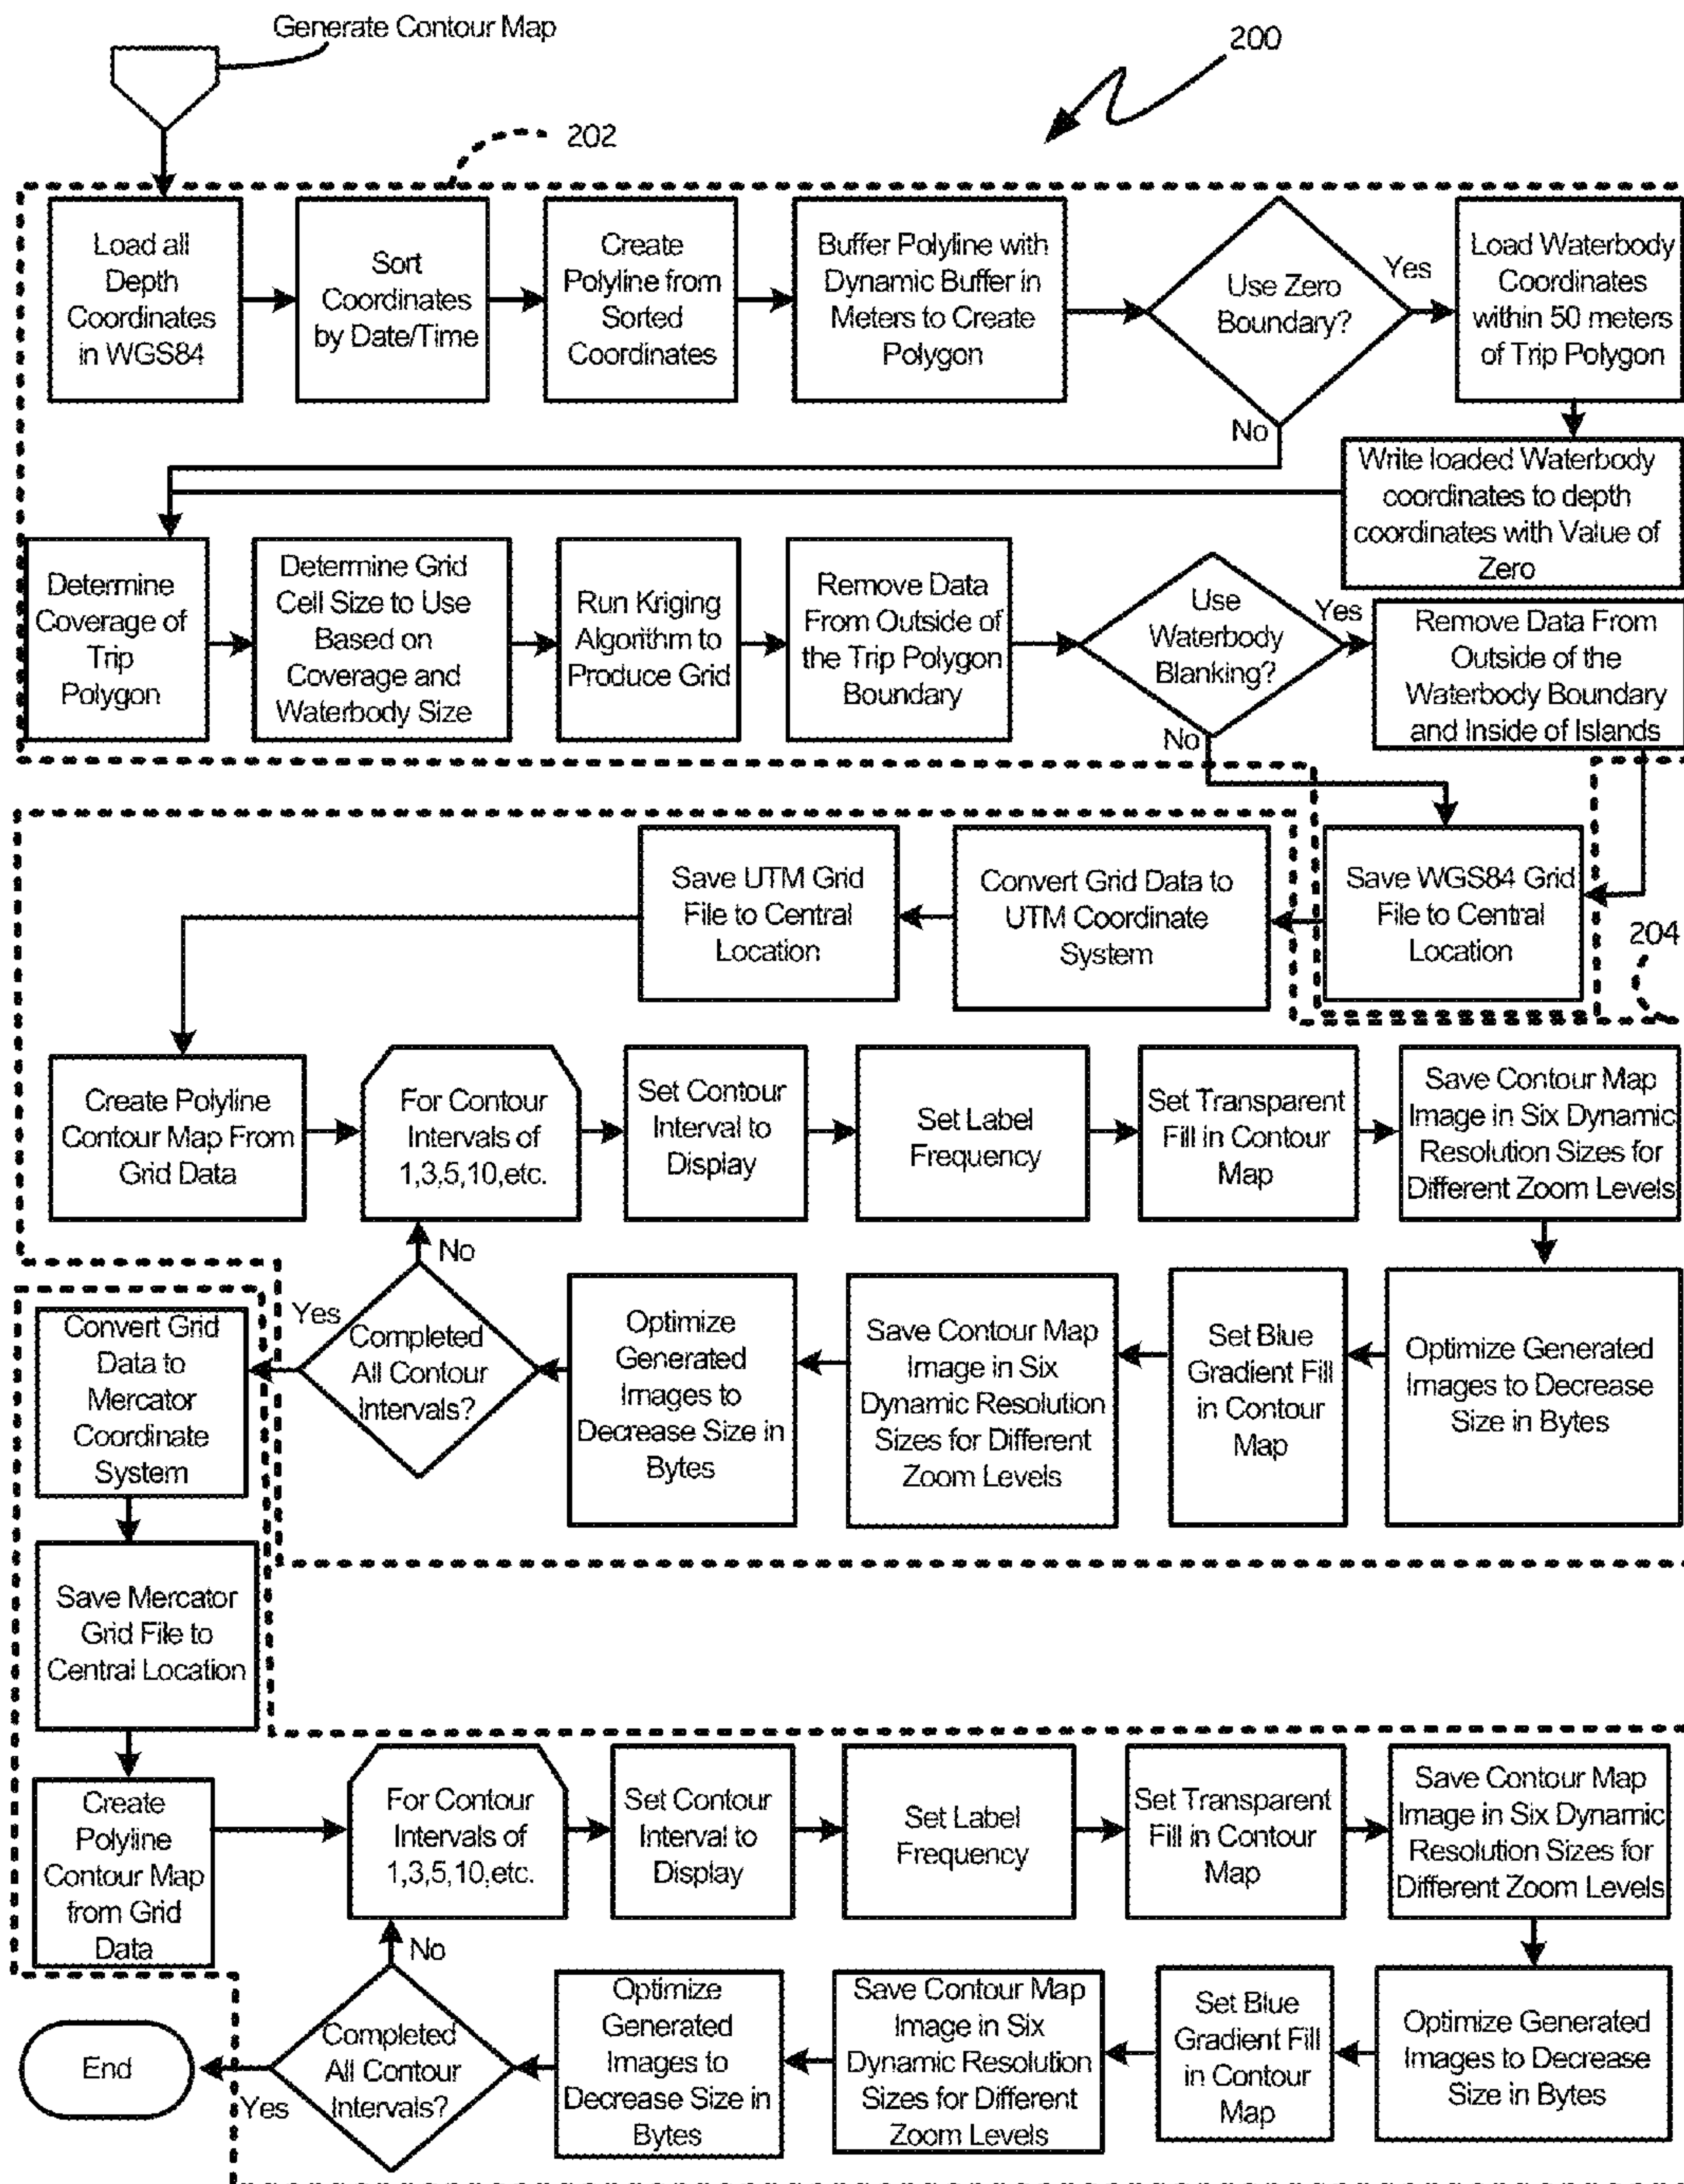 Generate Contour Map
200
202
Load all
Depth
Coordinates
in WGS84
Sort
Coordinates
by Date/Time
Create
Polyline from
Sorted
Coordinates
Buffer Polyline with
Dynamic Buffer in
Meters to Create
Polygon
Use Zero
Boundary?
Yes
No
Load Waterbody
Coordinates
within 50 meters
of Trip Polygon
Write loaded Waterbody
coordinates to depth
coordinates with Value of
Zero
Determine
Coverage of
Trip
Polygon
Determine Grid
Cell Size to Use
Based on
Coverage and
Waterbody Size
Run Kriging
Algorithm to
Produce Grid
Remove Data
From Outside of
the Trip Polygon
Boundary
Use
Waterbody
Blanking?
Yes
No
Remove Data From
Outside of the
Waterbody Boundary
and Inside of Islands
Save WGS84 Grid
File to Central
Location
204
Convert Grid Data to
UTM Coordinate
System
Save UTM Grid
File to Central
Location
Create Polyline
Contour Map From
Grid Data
For Contour
Intervals of
1,3,5,10,etc.
Set Contour
Interval to
Display
Set Label
Frequency
Set Transparent
Fill in Contour
Map
Save Contour Map
Image in Six Dynamic
Resolution Sizes for
Different Zoom Levels
Optimize Generated
Images to Decrease
Size in Bytes
Set Blue
Gradient Fill
in Contour
Map
Save Contour Map
Image in Six
Dynamic Resolution
Sizes for Different
Zoom Levels
Optimize
Generated
Images to
Decrease Size in
Bytes
Completed
All Contour
Intervals?
No
Yes
Convert Grid
Data to
Mercator
Coordinate
System
Save Mercator
Grid File to
Central Location
Create
Polyline
Contour Map
from Grid
Data
For Contour
Intervals of
1,3,5,10,etc.
Set Contour
Interval to
Display
Set Label
Frequency
Set Transparent
Fill in Contour
Map
Save Contour Map
Image in Six Dynamic
Resolution Sizes for
Different Zoom Levels
Optimize Generated
Images to Decrease
Size in Bytes
Set Blue
Gradient Fill
in Contour
Map
Save Contour Map
Image in Six
Dynamic Resolution
Sizes for Different
Zoom Levels
Optimize
Generated
Images to
Decrease Size in
Bytes
Completed
All Contour
Intervals?
No
Yes
End